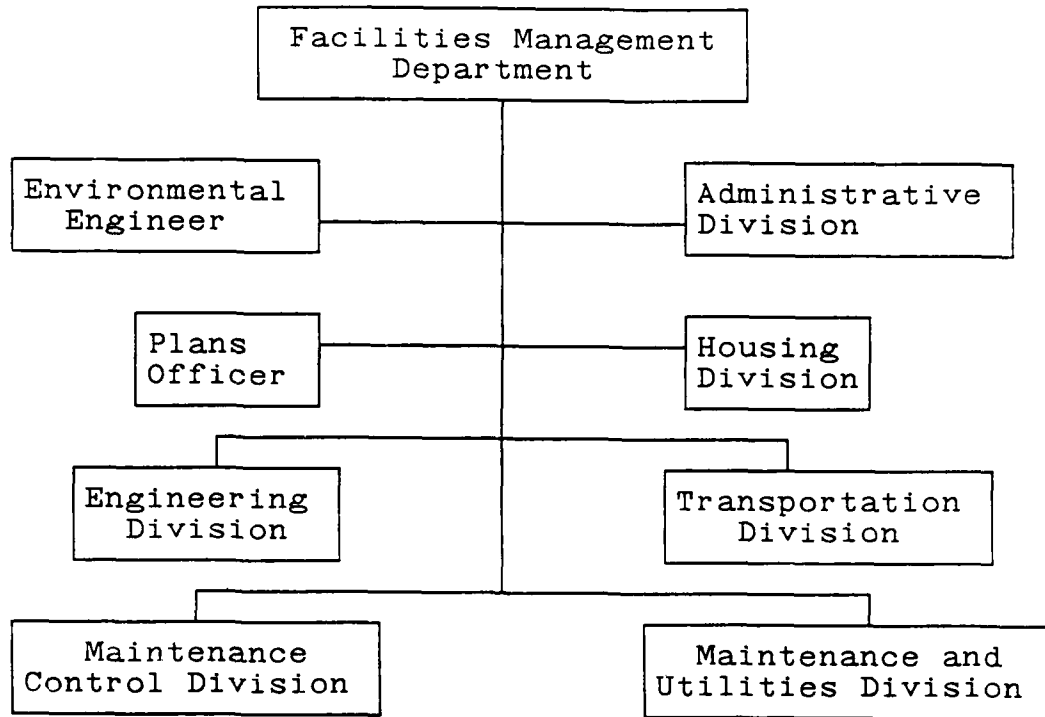 Facilities Management
Department
Environmental
Engineer
Administrative
Division
Plans
Officer
Housing
Division
Engineering
Division
Transportation
Division
Maintenance
Control Division
Maintenance and
Utilities Division